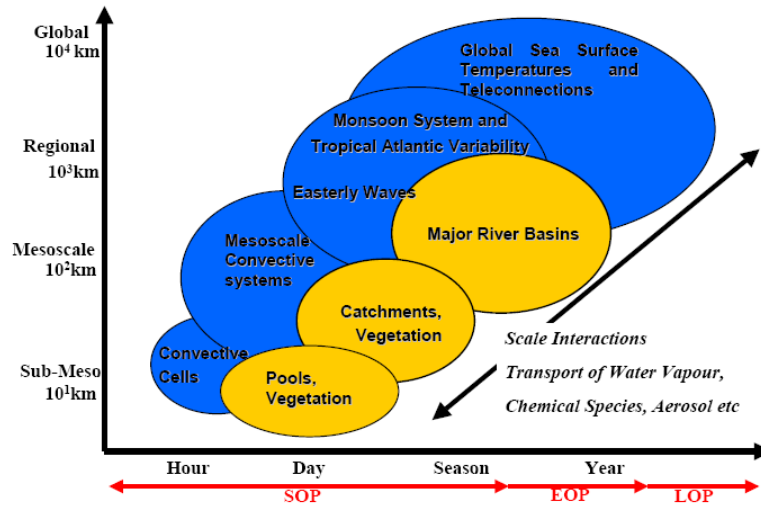 Global
10⁴ km
Global Sea Surface
Temperatures and
Teleconnections
Monsoon System and
Tropical Atlantic Variability
Regional
10³km
Easterly Waves
Major River Basins
Mesoscale
10²km
Mesoscale
Convective
systems
Catchments,
Vegetation
Scale Interactions
Transport of Water Vapour,
Chemical Species, Aerosol etc
Convective
Cells
Sub-Meso
10¹km
Pools,
Vegetation
Hour Day Season Year
SOP EOP LOP